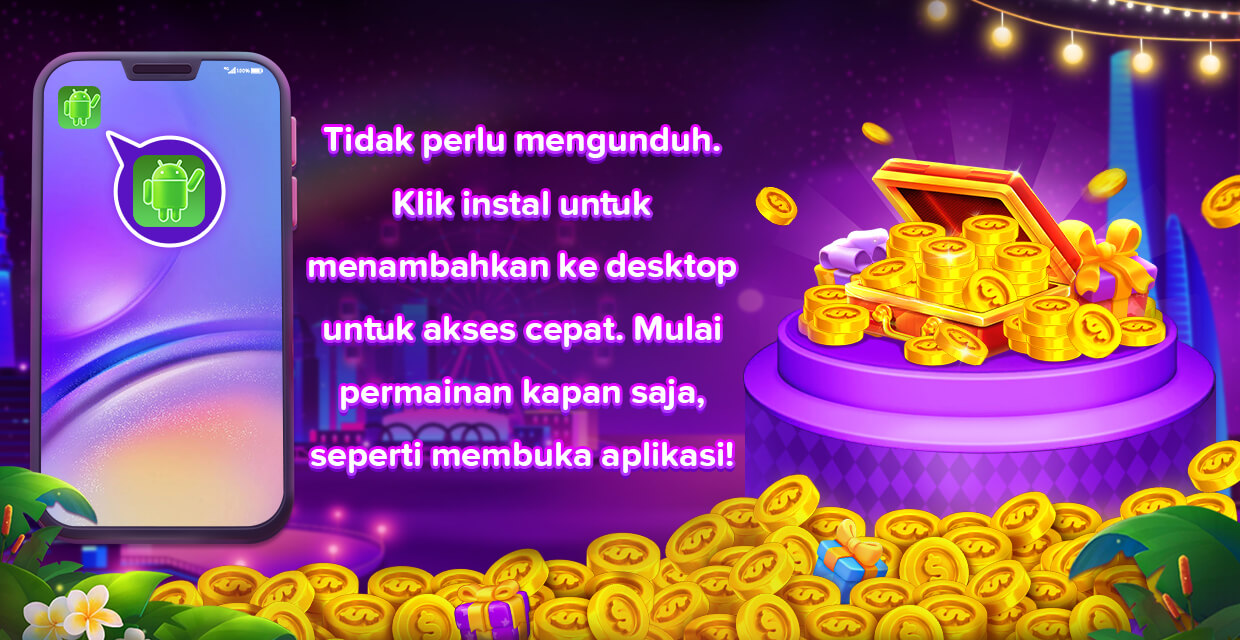 100%
Tidak perlu mengunduh.
Klik instal untuk
menambahkan ke desktop
untuk akses cepat. Mulai
permainan kapan saja,
seperti membuka aplikasi!